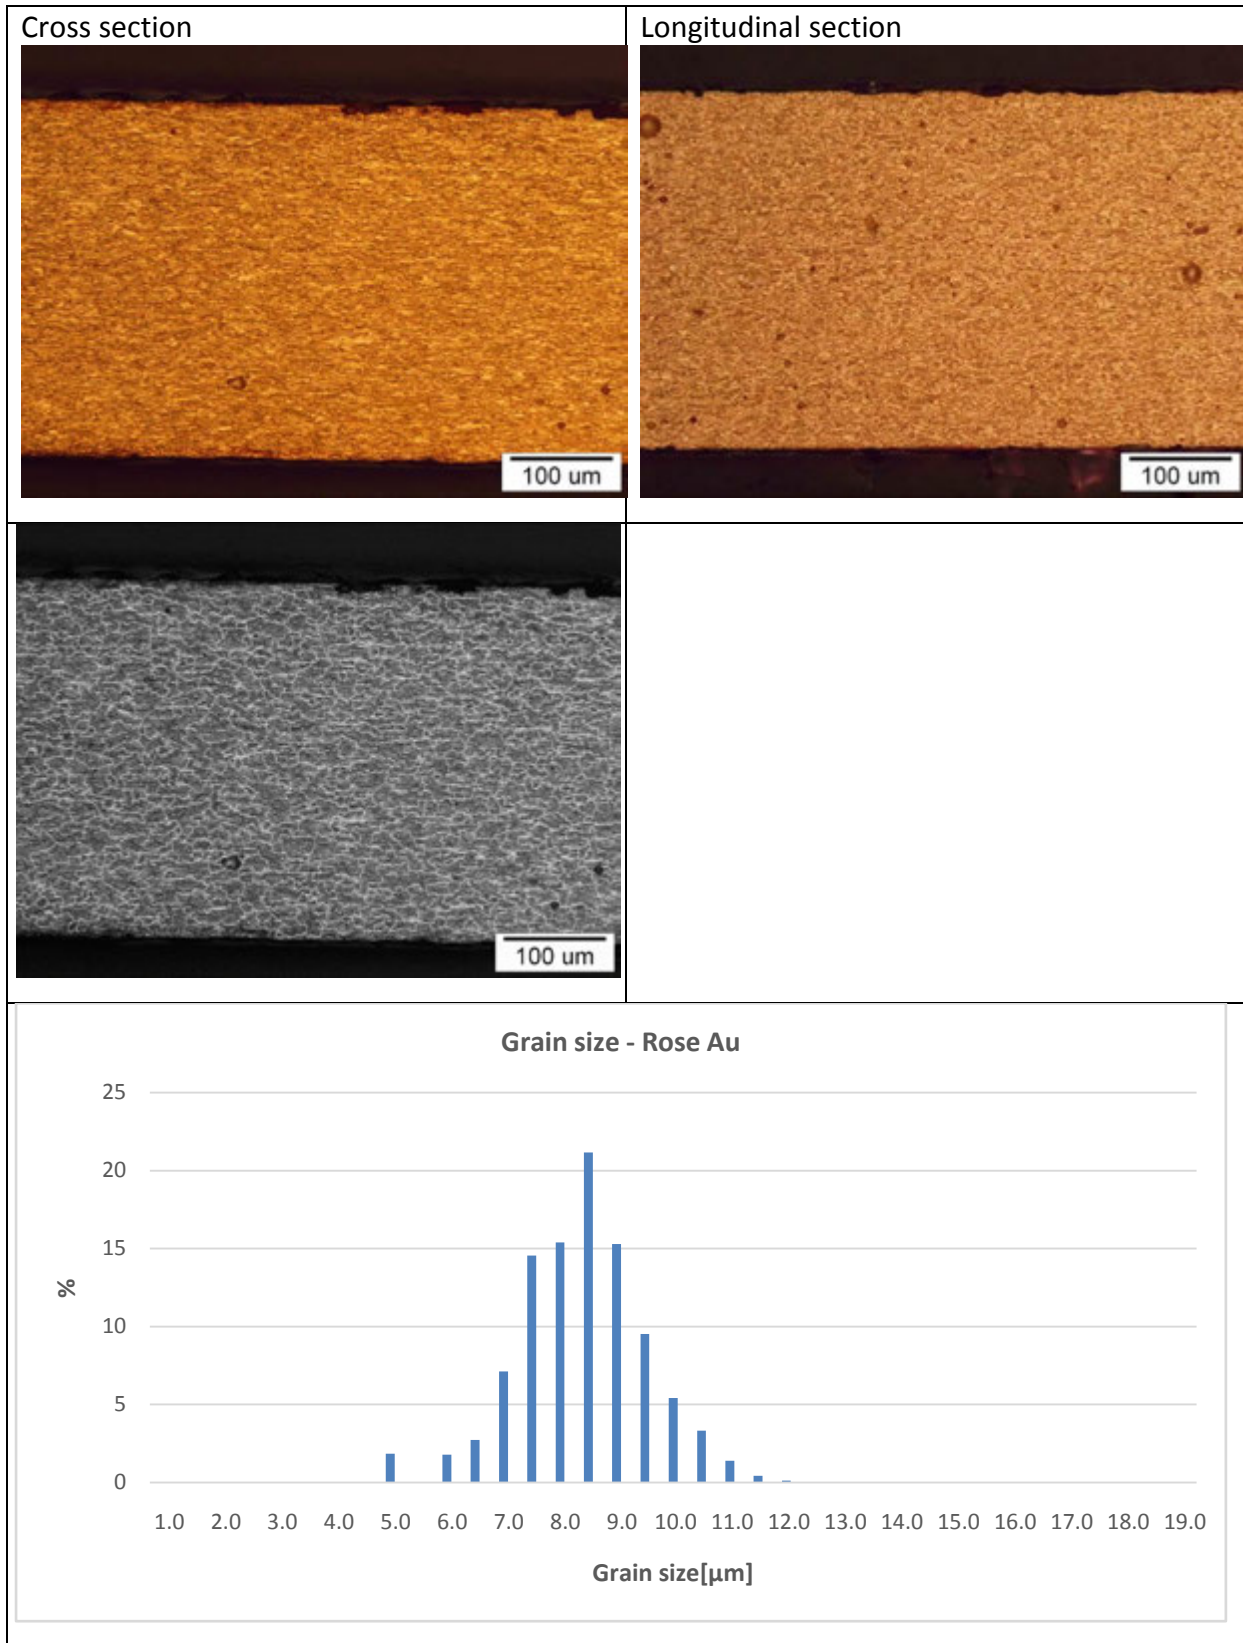 Cross section
Longitudinal section
100 um
100 um
100 um
Grain size - Rose Au
25
20
15
10
5
0
%
1.0 2.0 3.0 4.0 5.0 6.0 7.0 8.0 9.0 10.0 11.0 12.0 13.0 14.0 15.0 16.0 17.0 18.0 19.0
Grain size[µm]